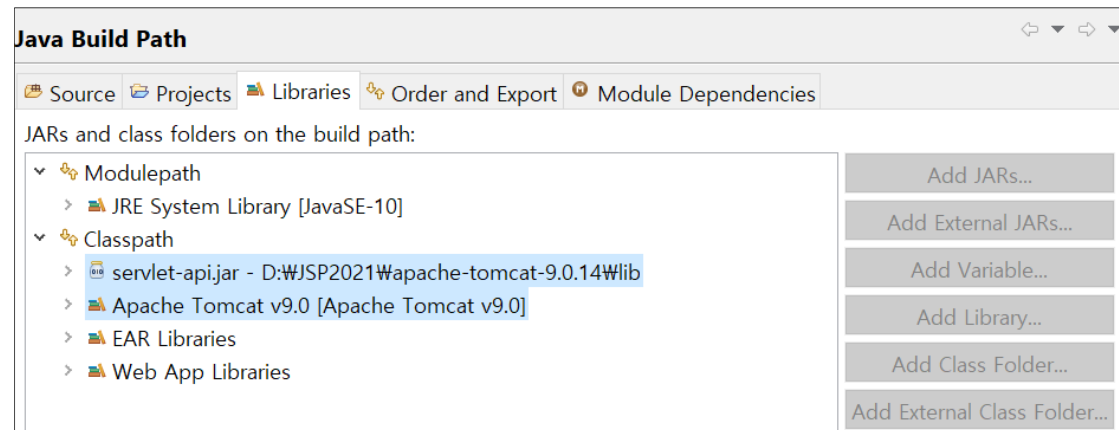 Java Build Path
Source Projects Libraries Order and Export Module Dependencies
JARs and class folders on the build path:
Modulepath
JRE System Library [JavaSE-10]
Classpath
servlet-api.jar - D:₩JSP2021₩apache-tomcat-9.0.14₩lib
Apache Tomcat v9.0 [Apache Tomcat v9.0]
EAR Libraries
Web App Libraries
Add JARs...
Add External JARs...
Add Variable...
Add Library...
Add Class Folder...
Add External Class Folder...